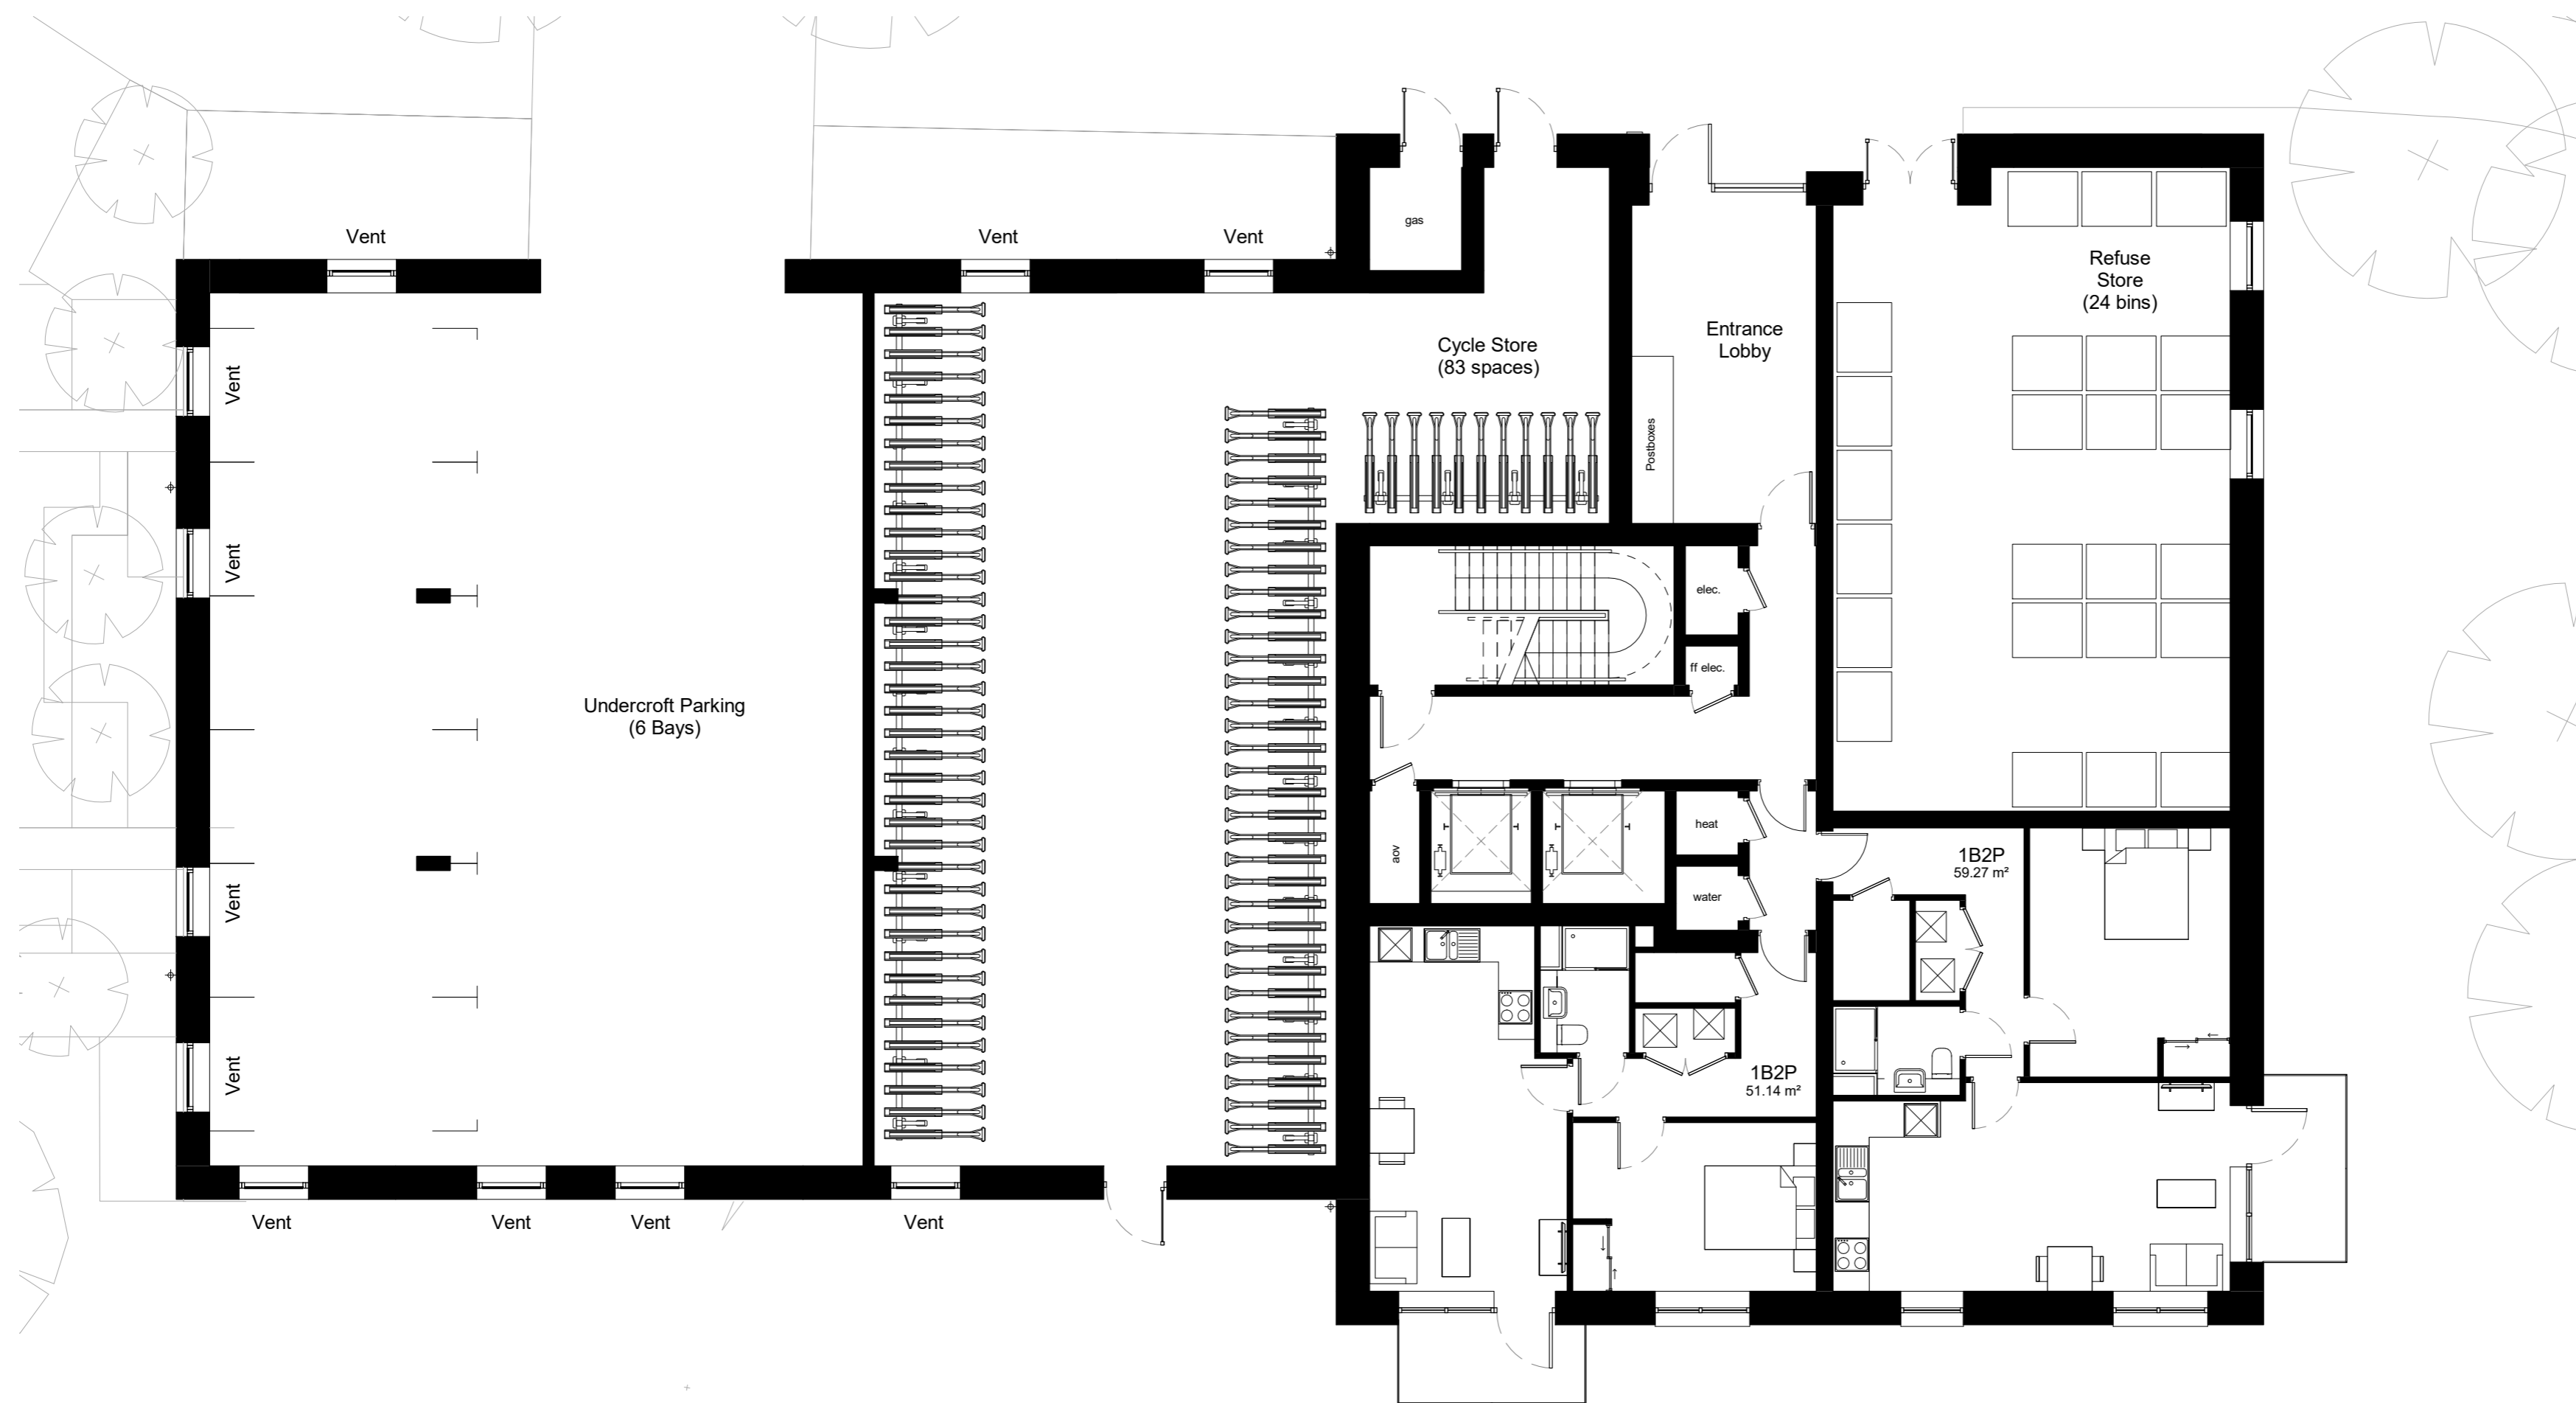 gas
Vent
Vent
Vent
Refuse
Store
(24 bins)
Entrance
Lobby
Cycle Store
(83 spaces)
Vent
Postboxes
Vent
elec.
ff elec.
Undercroft Parking
(6 Bays)
heat
aov
1B2P
59.27 m²
water
Vent
Vent
1B2P
51.14 m²
Vent
Vent
Vent
Vent